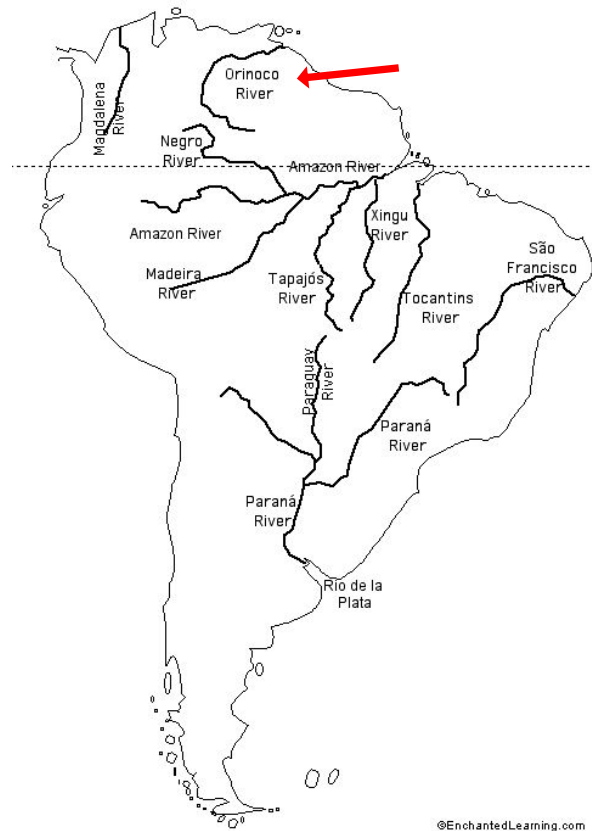 Orinoco
River
Magdalena
River
Negro
River
Amazon River
Xingu
River
Amazon River
São
Francisco
River
Madeira
River
Tapajós
River
Tocantins
River
Paraguay
River
Paraná
River
Paraná
River
Río de la
Plata
©EnchantedLearning.com